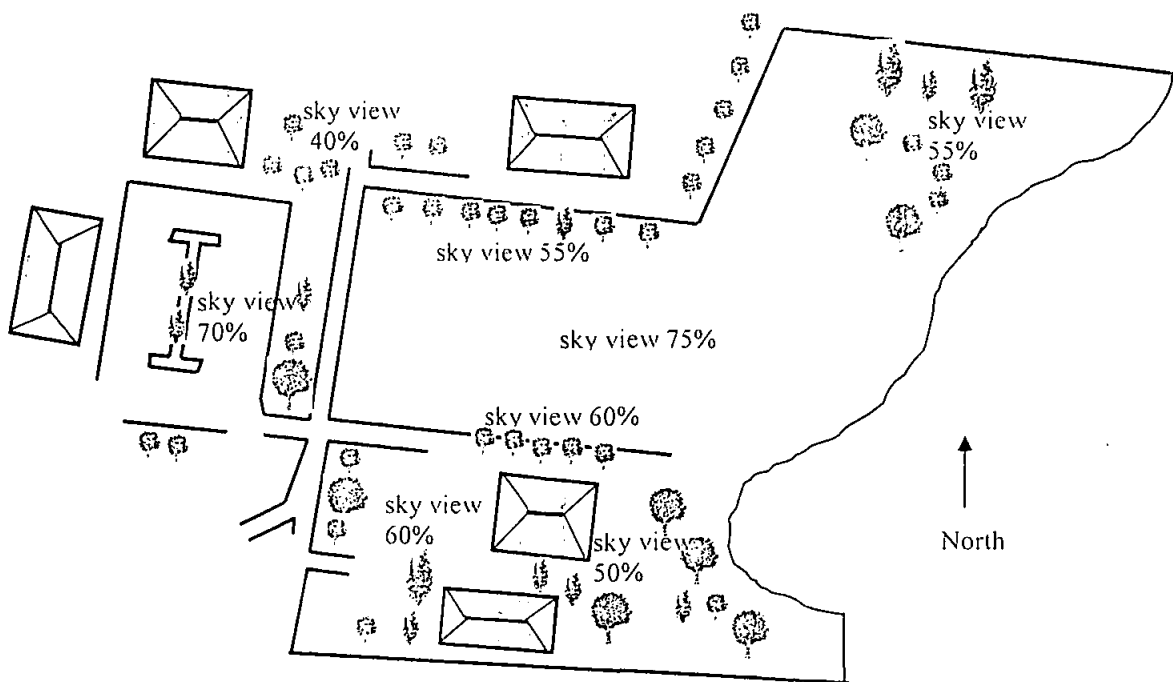 sky view
40%
sky view
55%
sky view 55%
sky view
70%
sky view 75%
sky view 60%
sky view
60%
sky view
50%
North